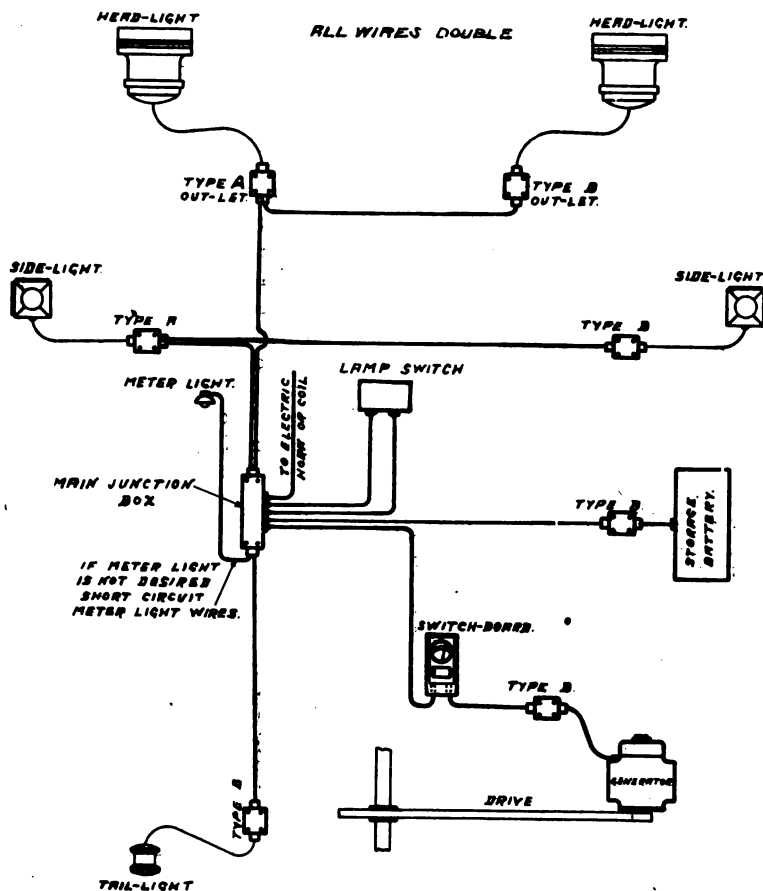 HEAD-LIGHT
ALL WIRES DOUBLE
HEAD-LIGHT.
TYPE A
OUT-LET.
TYPE B
OUT-LET.
SIDE-LIGHT.
SIDE-LIGHT
TYPE A
TYPE B
METER LIGHT.
TO ELECTRIC
HORN OR COIL
LAMP SWITCH
MAIN JUNCTION
BOX
TYPE B.
STORAGE
BATTERY.
IF METER LIGHT
IS NOT DESIRED
SHORT CIRCUIT
METER LIGHT WIRES.
SWITCH-BOARD.
TYPE B.
GENERATOR
DRIVE
TYPE B
TAIL-LIGHT